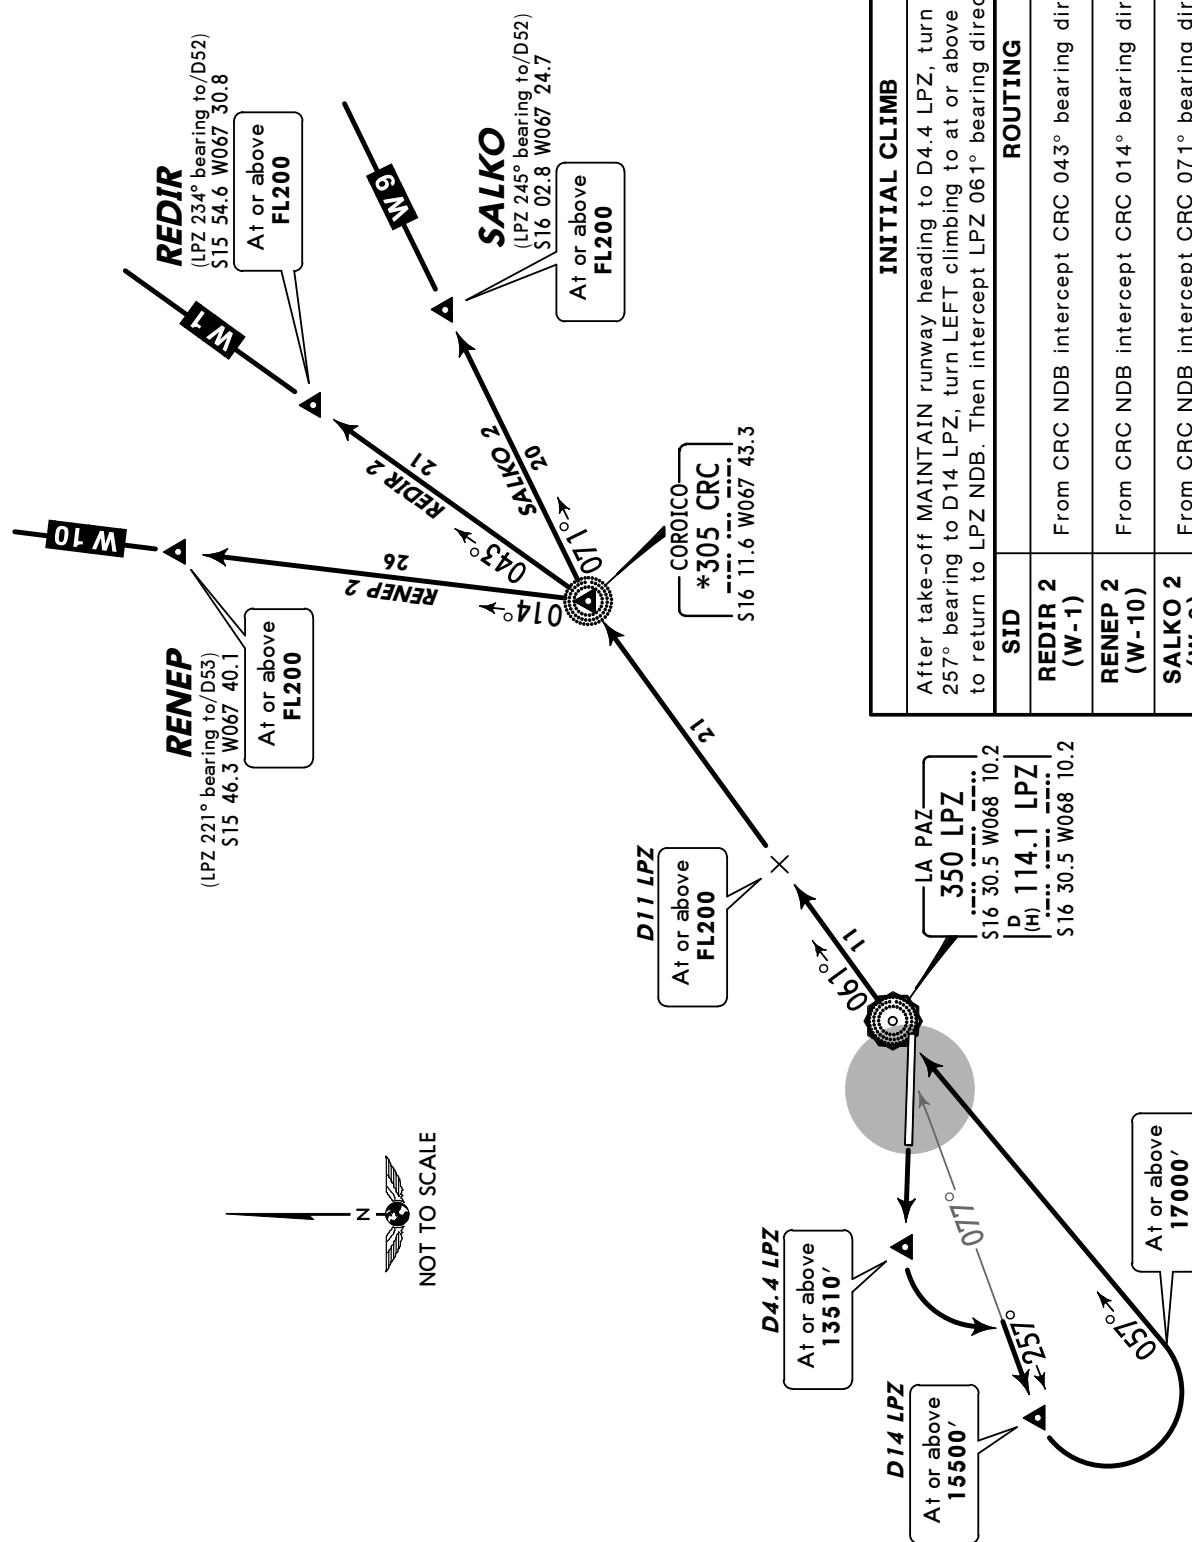 RENEP
(LPZ 221° bearing to/D53)
S15 46.3 W067 40.1
At or above
FL200
W 10
REDIR
(LPZ 234° bearing to/D52)
S15 54.6 W067 30.8
At or above
FL200
W 1
SALKO
(LPZ 245° bearing to/D52)
S16 02.8 W067 24.7
At or above
FL200
W 9
RENEP 2
26
014°
REDIR 2
21
043°
SALKO 2
20
071°
COROICO
*305 CRC
S16 11.6 W067 43.3
21
N
NOT TO SCALE
D11 LPZ
At or above
FL200
11
061°
LA PAZ
350 LPZ
S16 30.5 W068 10.2
D
(H) 114.1 LPZ
S16 30.5 W068 10.2
D4.4 LPZ
At or above
13510'
077°
257°
D14 LPZ
At or above
15500'
057°
At or above
17000'
INITIAL CLIMB
After take-off MAINTAIN runway heading to D4.4 LPZ, turn
257° bearing to D14 LPZ, turn LEFT climbing to at or above
to return to LPZ NDB. Then intercept LPZ 061° bearing direc
SID
ROUTING
REDIR 2
(W-1)
From CRC NDB intercept CRC 043° bearing dir
RENEP 2
(W-10)
From CRC NDB intercept CRC 014° bearing dir
SALKO 2
From CRC NDB intercept CRC 071° bearing dir